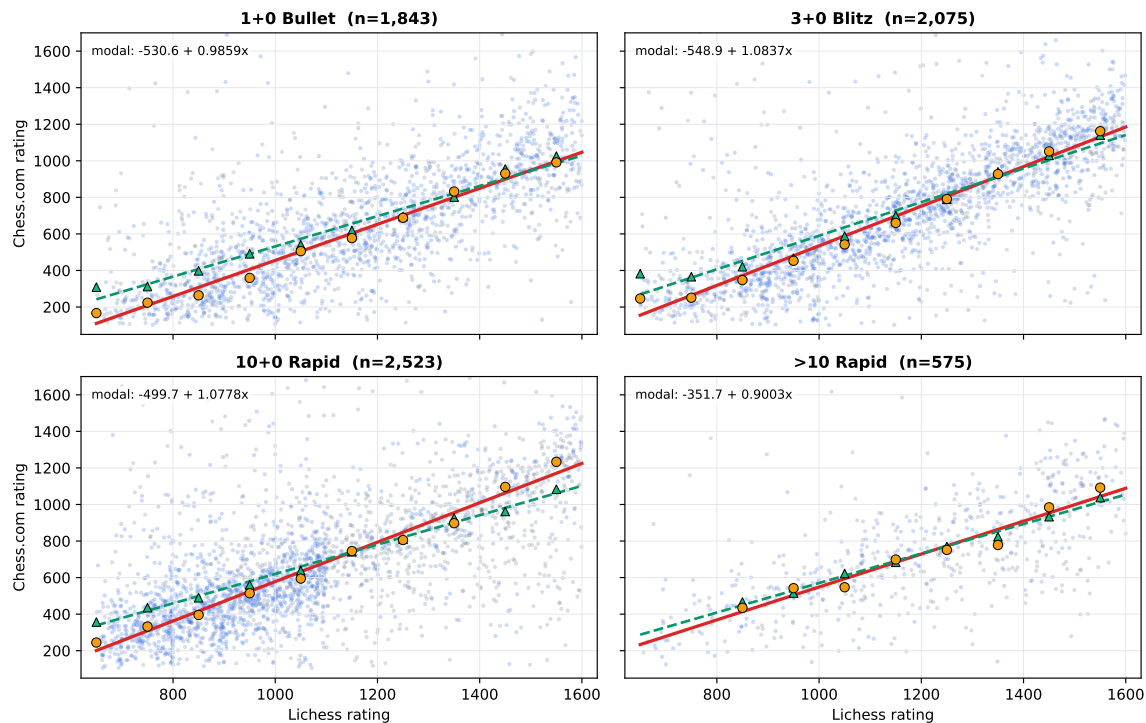 1+0 Bullet (n=1,843)
3+0 Blitz (n=2,075)
modal: -530.6 + 0.9859x
modal: -548.9 + 1.0837x
1600
1400
1200
1000
800
600
400
200
Chess.com rating
10+0 Rapid (n=2,523)
>10 Rapid (n=575)
modal: -499.7 + 1.0778x
modal: -351.7 + 0.9003x
1600
1400
1200
1000
800
600
400
200
Chess.com rating
800 1000 1200 1400 1600
800 1000 1200 1400 1600
Lichess rating
Lichess rating